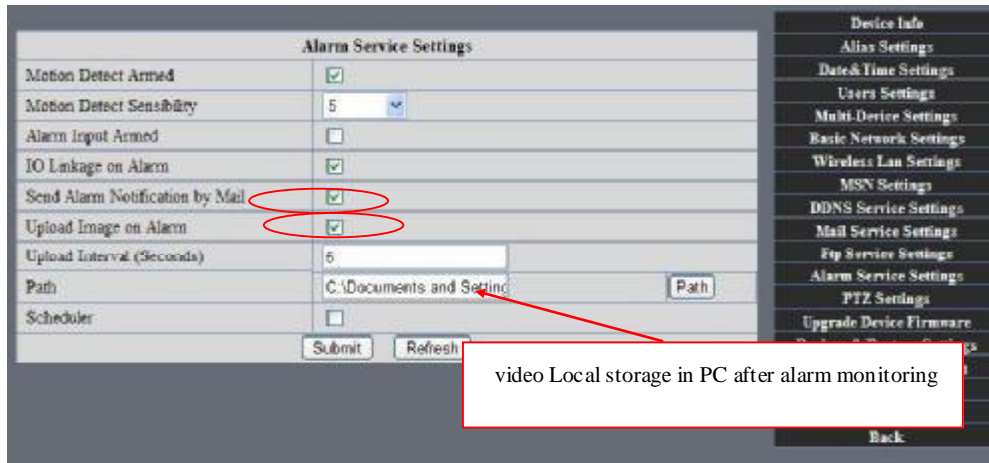 Alarm Service Settings
Motion Detect Armed
Motion Detect Sensibility 5
Alarm Input Armed
IO Linkage on Alarm
Send Alarm Notification by Mail
Upload Image on Alarm
Upload Interval (Seconds)
Path C:\Documents and Setting Path
Scheduler
Submit Refresh
video Local storage in PC after alarm monitoring
Device Info
Alias Settings
Date&Time Settings
Users Settings
Multi-Device Settings
Basic Network Settings
Wireless Lan Settings
MSN Settings
DDNS Service Settings
Mail Service Settings
Ftp Service Settings
Alarm Service Settings
PTZ Settings
Upgrade Device Firmware
Back